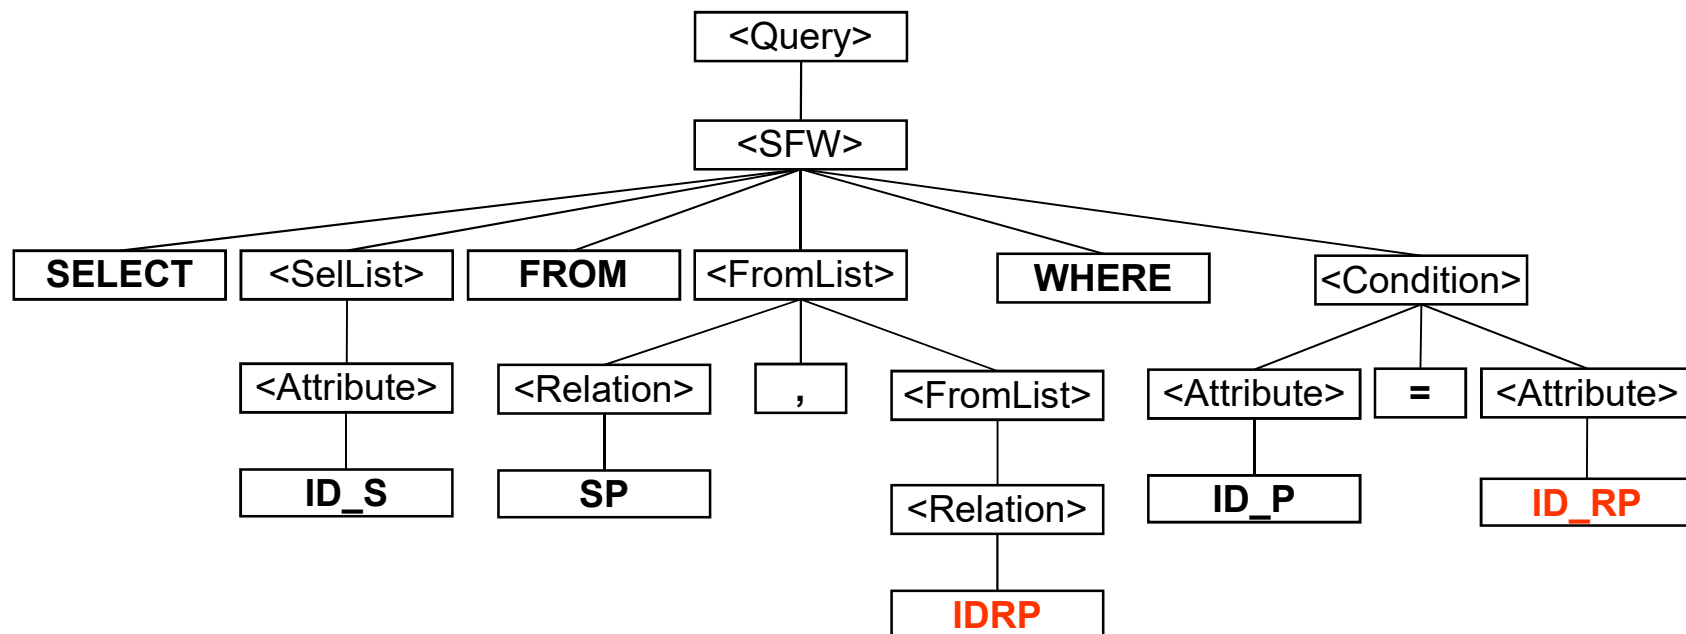 <Query>
<SFW>
SELECT <SelList> FROM <FromList> WHERE <Condition>
<Attribute> <Relation> , <FromList> <Attribute> = <Attribute>
ID_S SP <Relation> ID_P ID_RP
IDRP